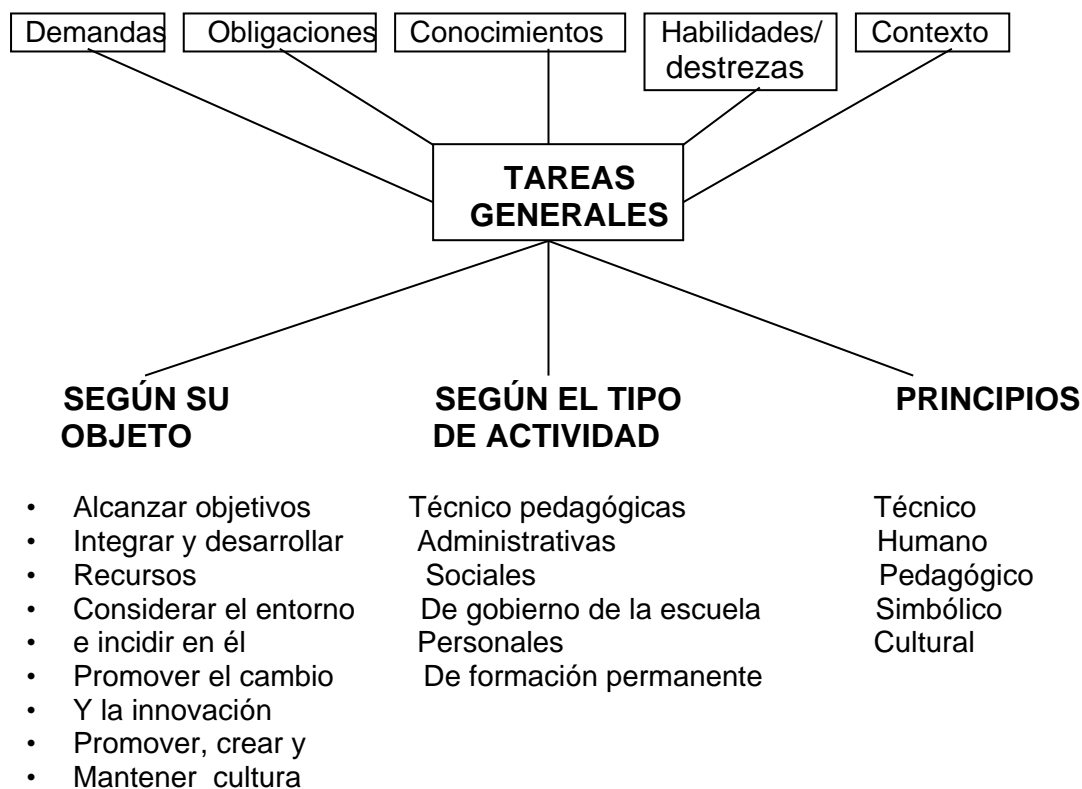 Demandas
Obligaciones
Conocimientos
Habilidades/
destrezas
Contexto
TAREAS
GENERALES
SEGÚN SU
OBJETO
• Alcanzar objetivos
• Integrar y desarrollar
• Recursos
• Considerar el entorno
• e incidir en él
• Promover el cambio
• Y la innovación
• Promover, crear y
• Mantener cultura
SEGÚN EL TIPO
DE ACTIVIDAD
Técnico pedagógicas
Administrativas
Sociales
De gobierno de la escuela
Personales
De formación permanente
PRINCIPIOS
Técnico
Humano
Pedagógico
Simbólico
Cultural